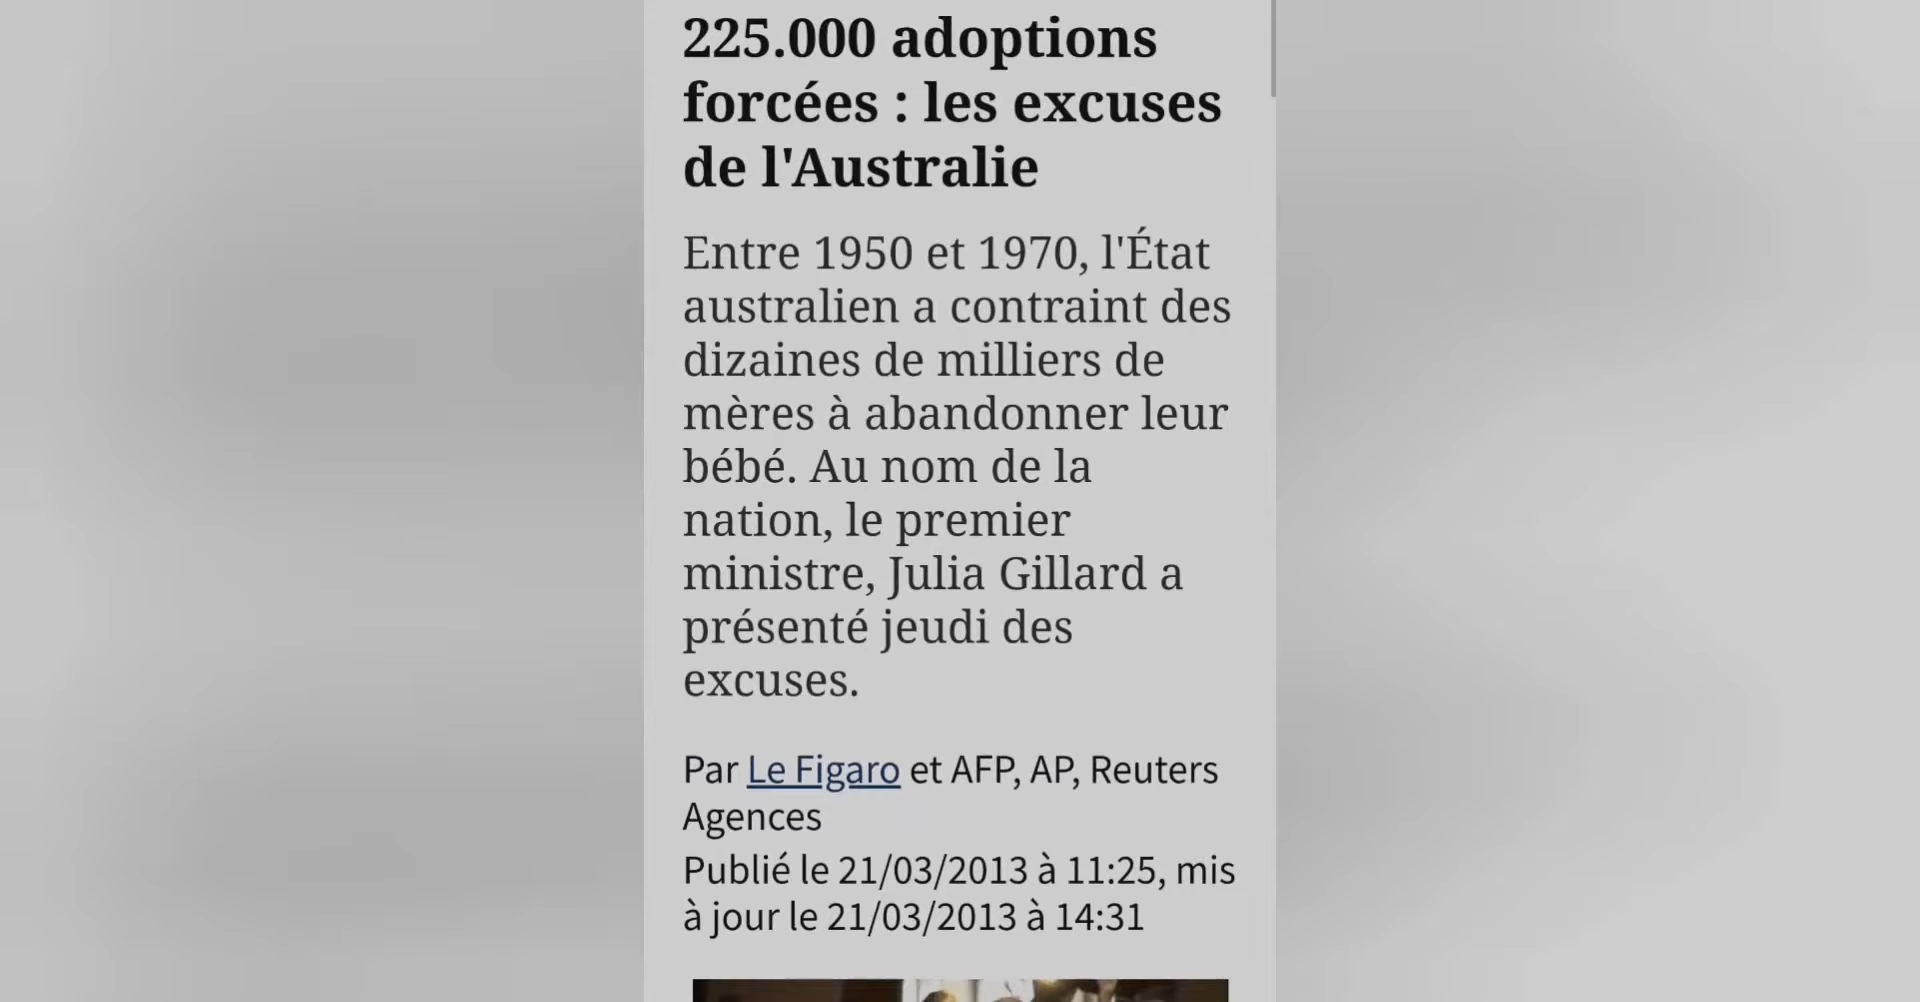 225.000 adoptions
forcées : les excuses
de l'Australie
Entre 1950 et 1970, l'État
australien a contraint des
dizaines de milliers de
mères à abandonner leur
bébé. Au nom de la
nation, le premier
ministre, Julia Gillard a
présenté jeudi des
excuses.
Par Le Figaro et AFP, AP, Reuters
Agences
Publié le 21/03/2013 à 11:25, mis
à jour le 21/03/2013 à 14:31